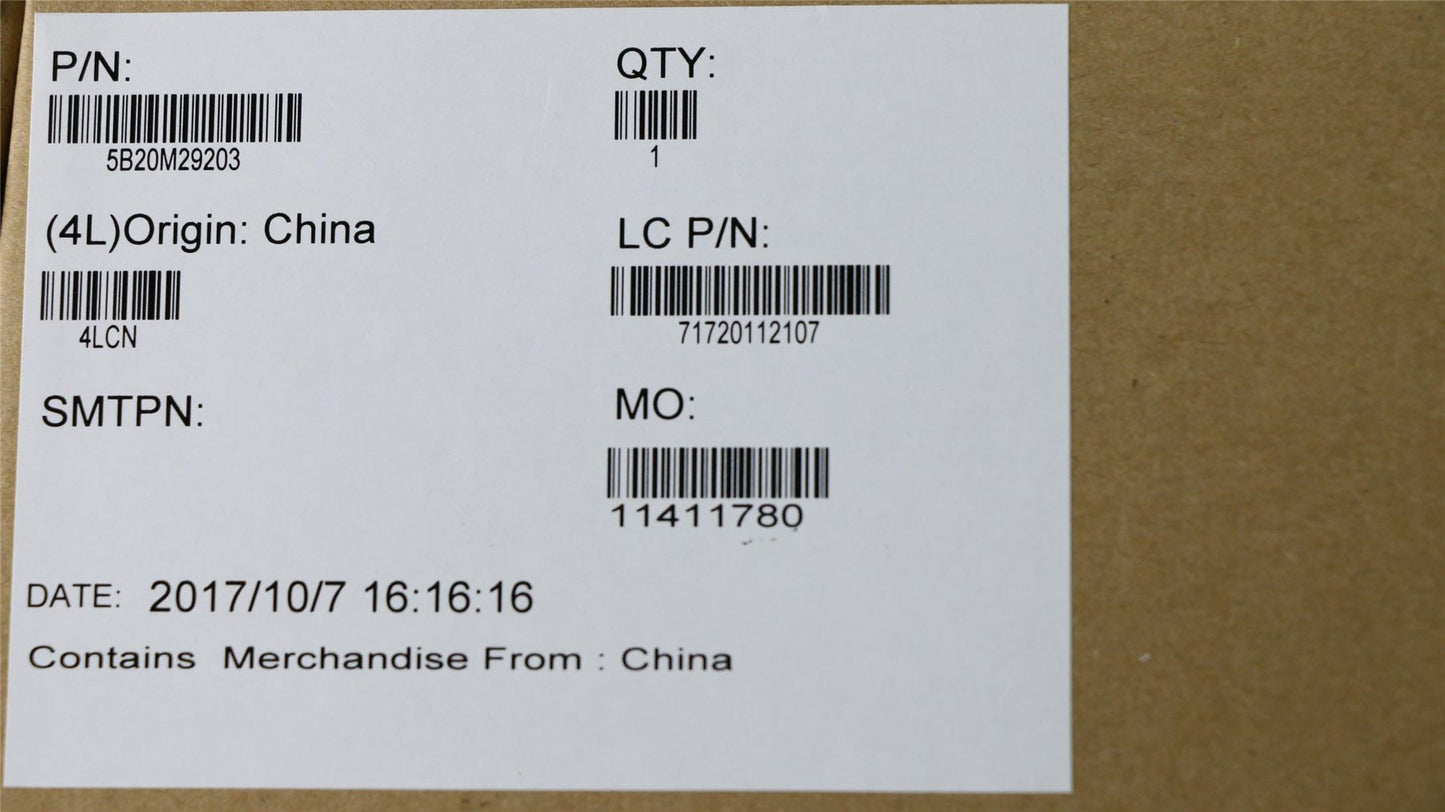 P/N:
QTY:
5B20M29203
1
(4L)Origin: China
LC P/N:
4LCN
71720112107
SMTPN:
MO:
11411780
DATE: 2017/10/7 16:16:16
Contains Merchandise From : China